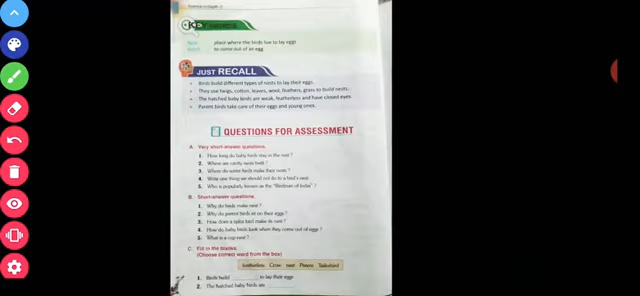 KEY WORDS
Nest place where the birds live to lay eggs
Hatch to come out of an egg
JUST RECALL
Birds build different types of nests to lay their eggs.
They use twigs, cotton, leaves, wool, feathers, grass to build nests.
The hatched baby birds are weak, featherless and have closed eyes.
Parent birds take care of their eggs and young ones.
QUESTIONS FOR ASSESSMENT
A. Very short-answer questions.
1. How long do baby birds stay in the nest ?
2. Where are cavity nests built ?
3. Where do some birds make their nests ?
4. Write one thing we should not do to a bird's nest.
5. Who is popularly known as the "Birdman of India" ?
B. Short-answer questions.
1. Why do birds make nest ?
2. Why do parent birds sit on their eggs ?
3. How does a tailor bird make its nest ?
4. How do baby birds look when they come out of eggs ?
5. What is a cup-nest ?
C. Fill in the blanks.
(Choose correct word from the box)
featherless Crow nest Pigeon Tailorbird
1. Birds build to lay their eggs
2. The hatched baby birds are